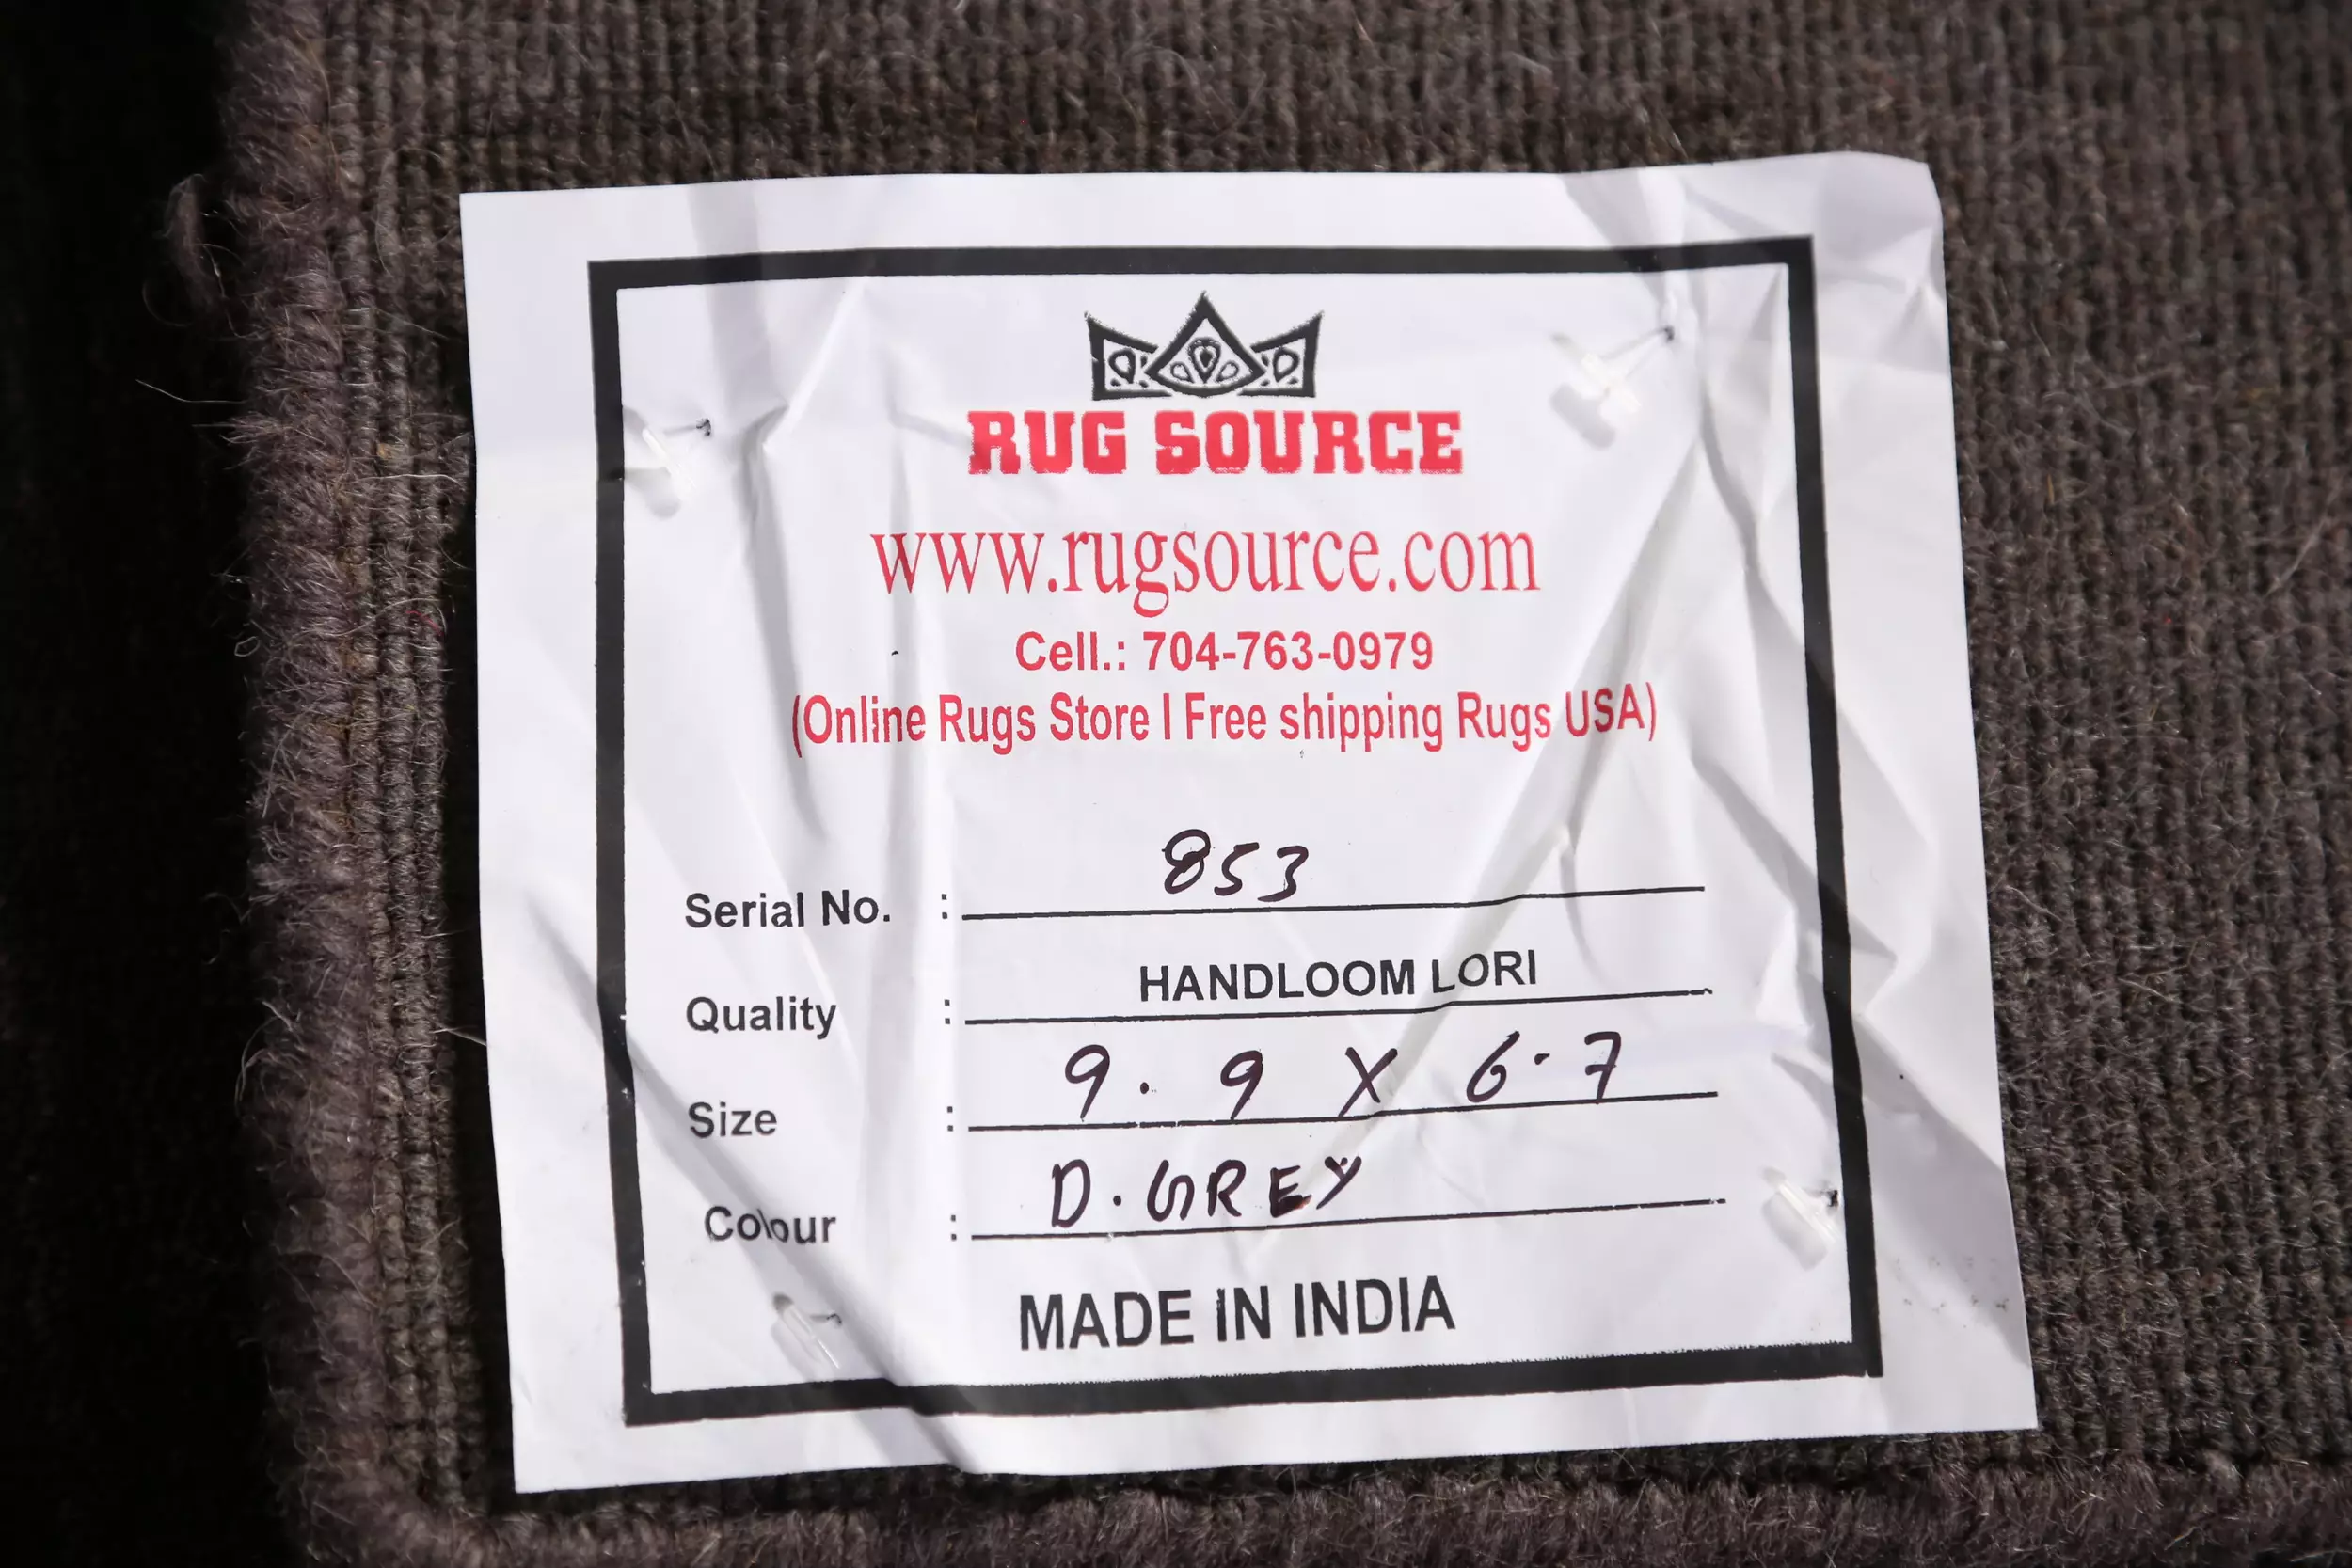 RUG SOURCE
www.rugsource.com
Cell.: 704-763-0979
(Online Rugs Store I Free shipping Rugs USA)
Serial No. : 853
Quality : HANDLOOM LORI
Size : 9.9 X 6.7
Colour : D.GREY
MADE IN INDIA